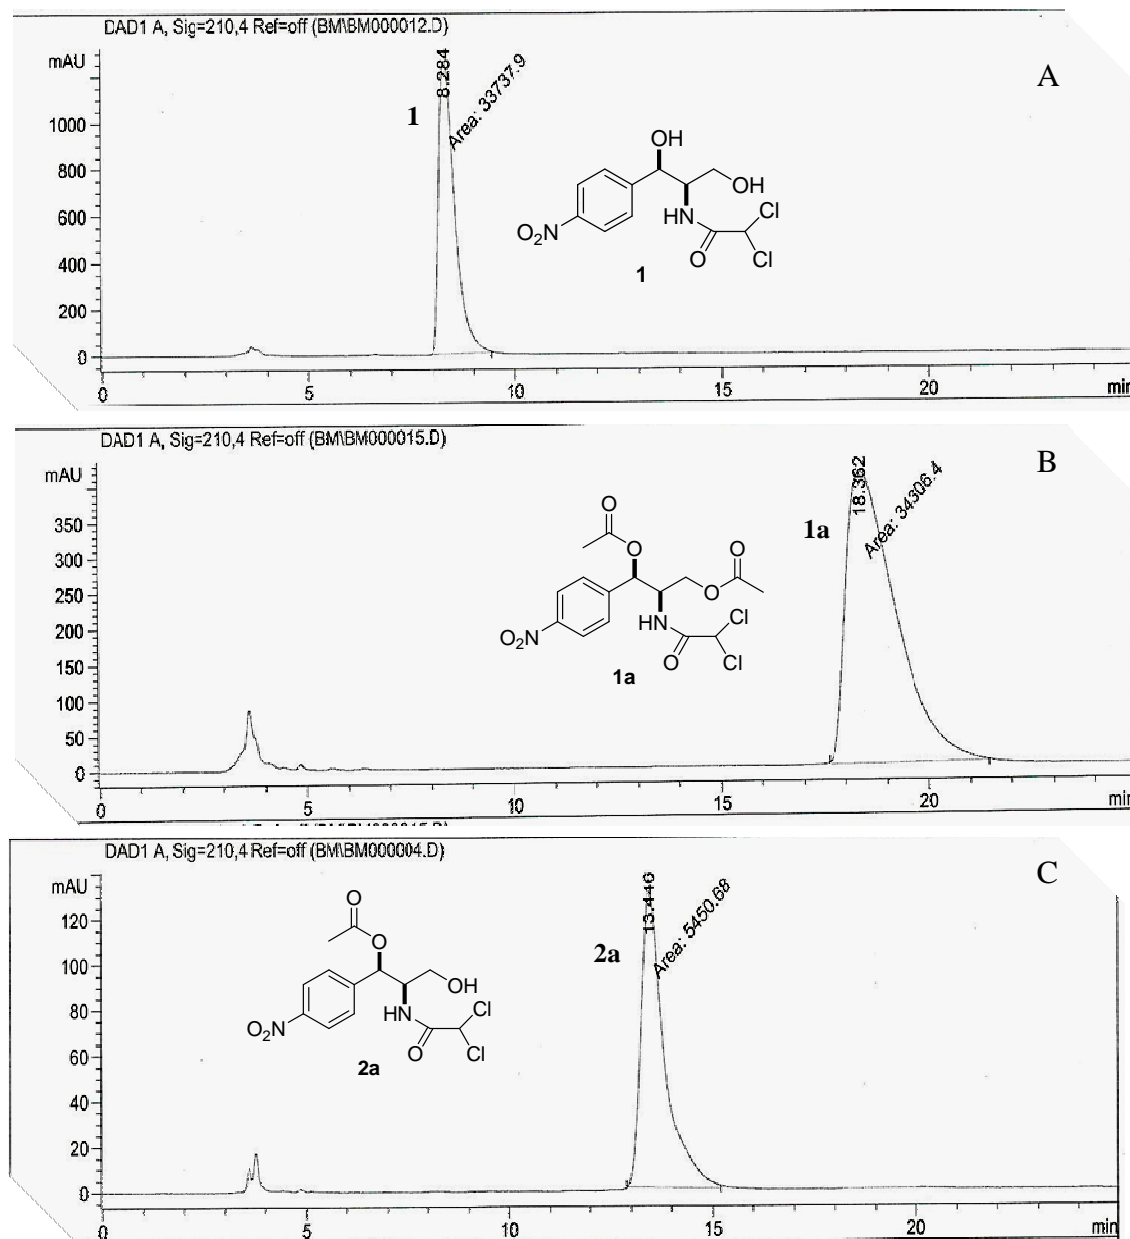 DAD1 A, Sig=210,4 Ref=off (BM\BM000012.D)
mAU
A
8.284
Area: 33737.9
1
1000
800
600
400
200
0
OH
OH
HN
O2N
O
Cl
Cl
1
0 5 10 15 20 min
DAD1 A, Sig=210,4 Ref=off (BM\BM000015.D)
mAU
B
18.362
Area: 34306.4
1a
350
300
250
200
150
100
50
0
O
O
O
O
HN
O2N
O
Cl
Cl
1a
0 5 10 15 20 min
DAD1 A, Sig=210,4 Ref=off (BM\BM000004.D)
mAU
C
13.446
Area: 5450.68
2a
120
100
80
60
40
20
0
O
O
OH
HN
O2N
O
Cl
Cl
2a
0 5 10 15 20 min